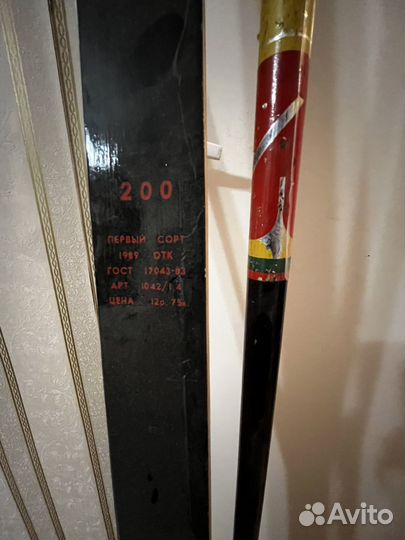 200
ПЕРВЫЙ СОРТ
1989 ОТК
ГОСТ 17043-83
АРТ 1042/1.4
ЦЕНА 12р. 75к
Avito